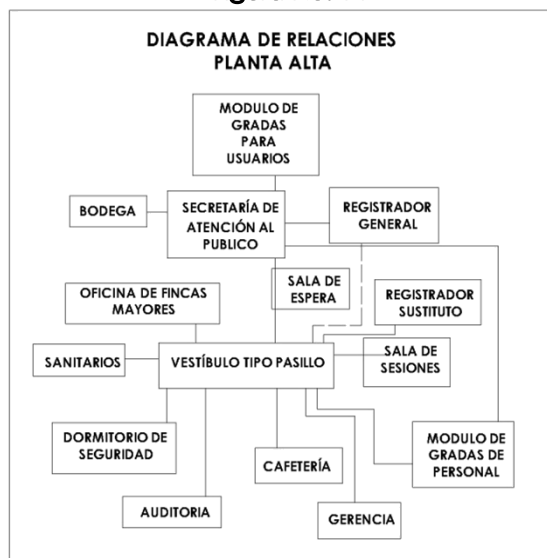 DIAGRAMA DE RELACIONES
PLANTA ALTA
MODULO DE
GRADAS
PARA
USUARIOS
BODEGA
SECRETARÍA DE
ATENCIÓN AL
PUBLICO
REGISTRADOR
GENERAL
SALA DE
ESPERA
OFICINA DE FINCAS
MAYORES
REGISTRADOR
SUSTITUTO
SANITARIOS
VESTÍBULO TIPO PASILLO
SALA DE
SESIONES
DORMITORIO DE
SEGURIDAD
CAFETERÍA
MODULO DE
GRADAS DE
PERSONAL
AUDITORIA
GERENCIA